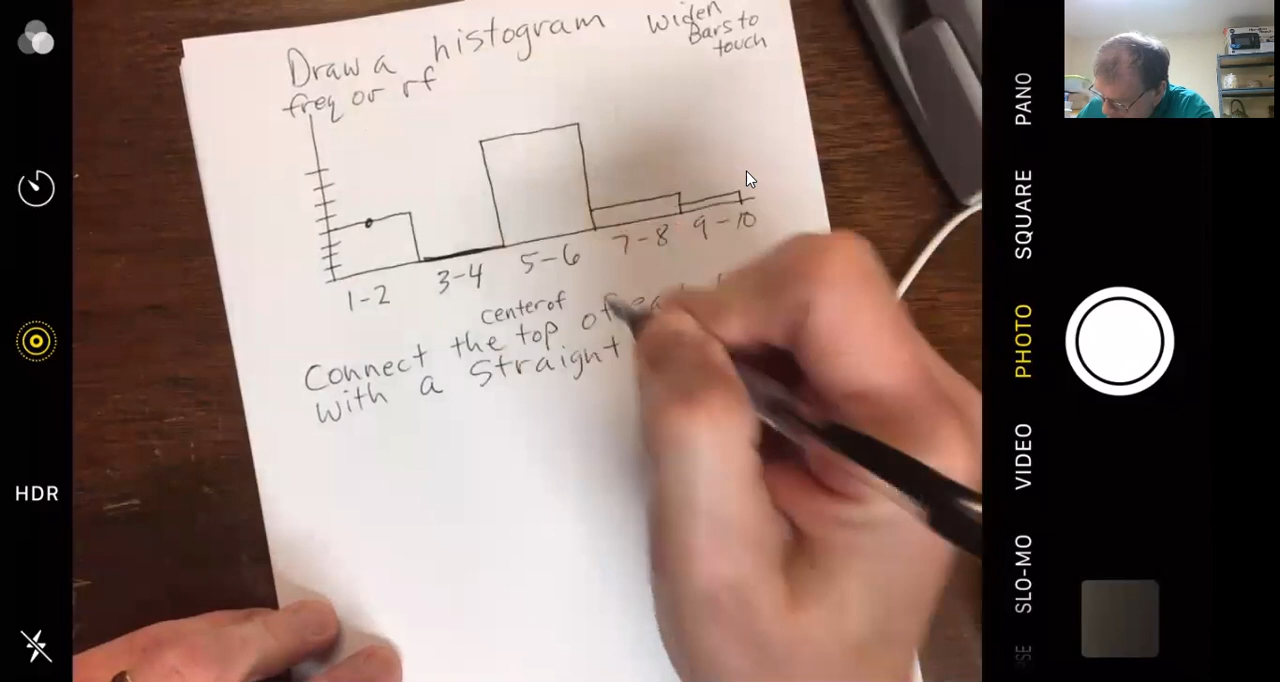 Draw a histogram
widen
Bars to
touch
freq or rf
1-2
3-4
5-6
7-8
9-10
center of
Connect the top of
with a straight
HDR
PANO
SQUARE
PHOTO
VIDEO
SLO-MO
SE